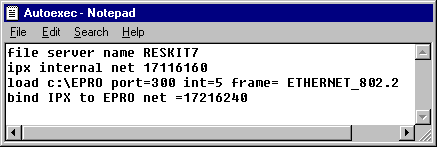 Autoexec - Notepad
File Edit Search Help
file server name RESKIT7
ipx internal net 17116160
load c:\EPRO port=300 int=5 frame= ETHERNET_802.2
bind IPX to EPRO net =17216240